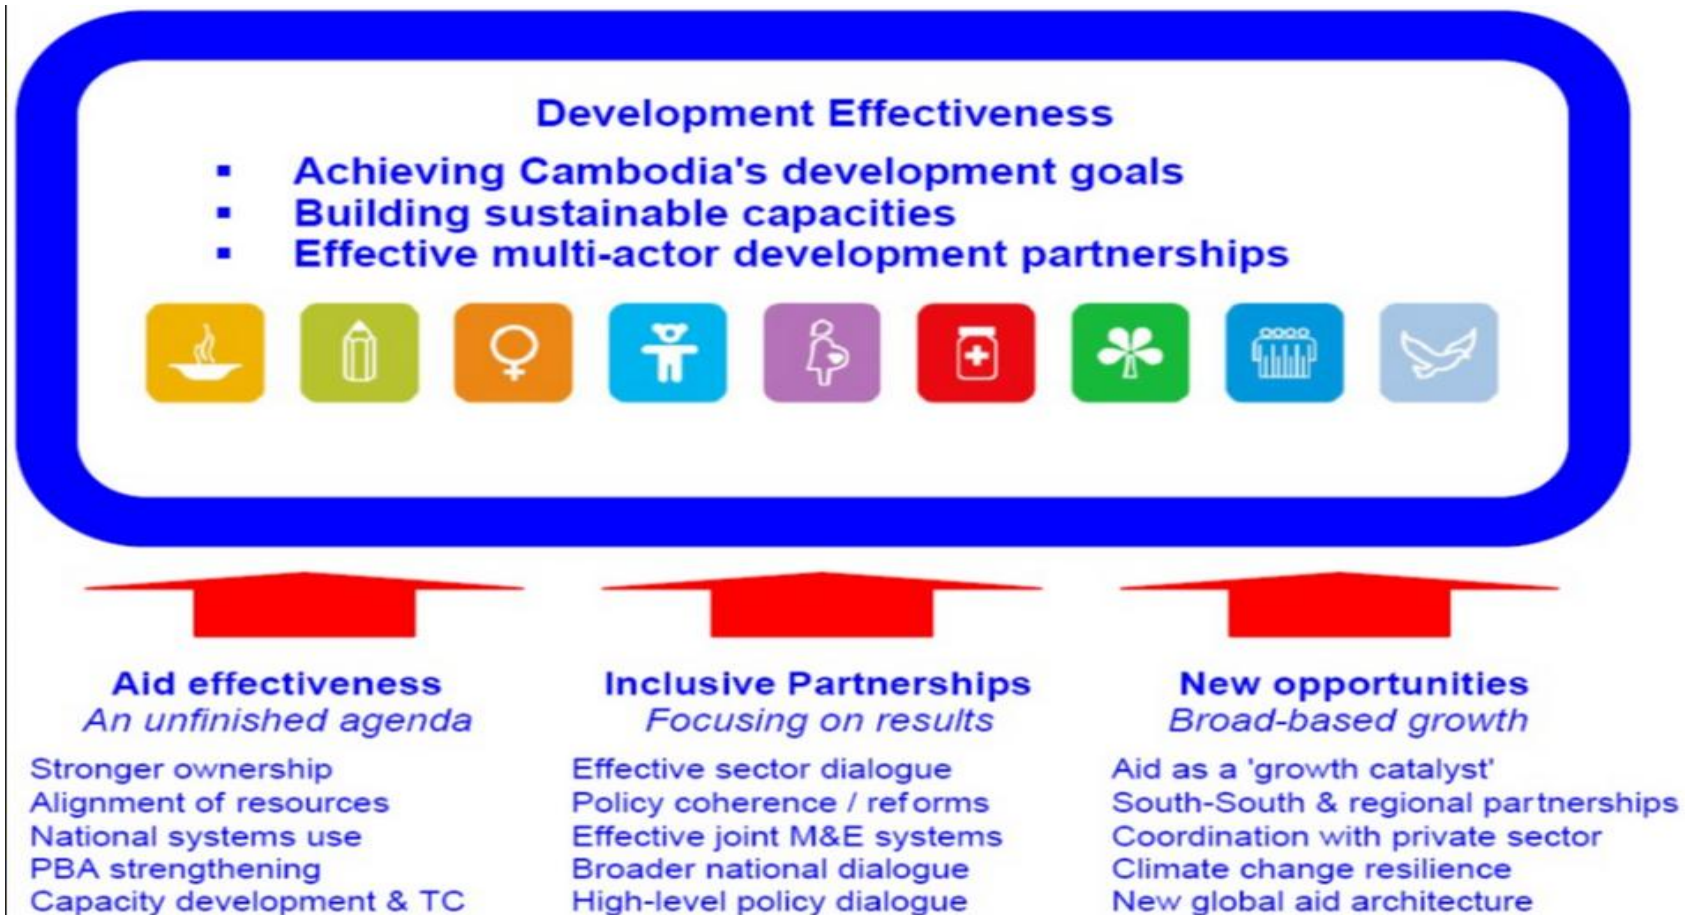 Development Effectiveness
▪ Achieving Cambodia's development goals
▪ Building sustainable capacities
▪ Effective multi-actor development partnerships
Aid effectiveness
An unfinished agenda
Stronger ownership
Alignment of resources
National systems use
PBA strengthening
Capacity development & TC
Inclusive Partnerships
Focusing on results
Effective sector dialogue
Policy coherence / reforms
Effective joint M&E systems
Broader national dialogue
High-level policy dialogue
New opportunities
Broad-based growth
Aid as a 'growth catalyst'
South-South & regional partnerships
Coordination with private sector
Climate change resilience
New global aid architecture